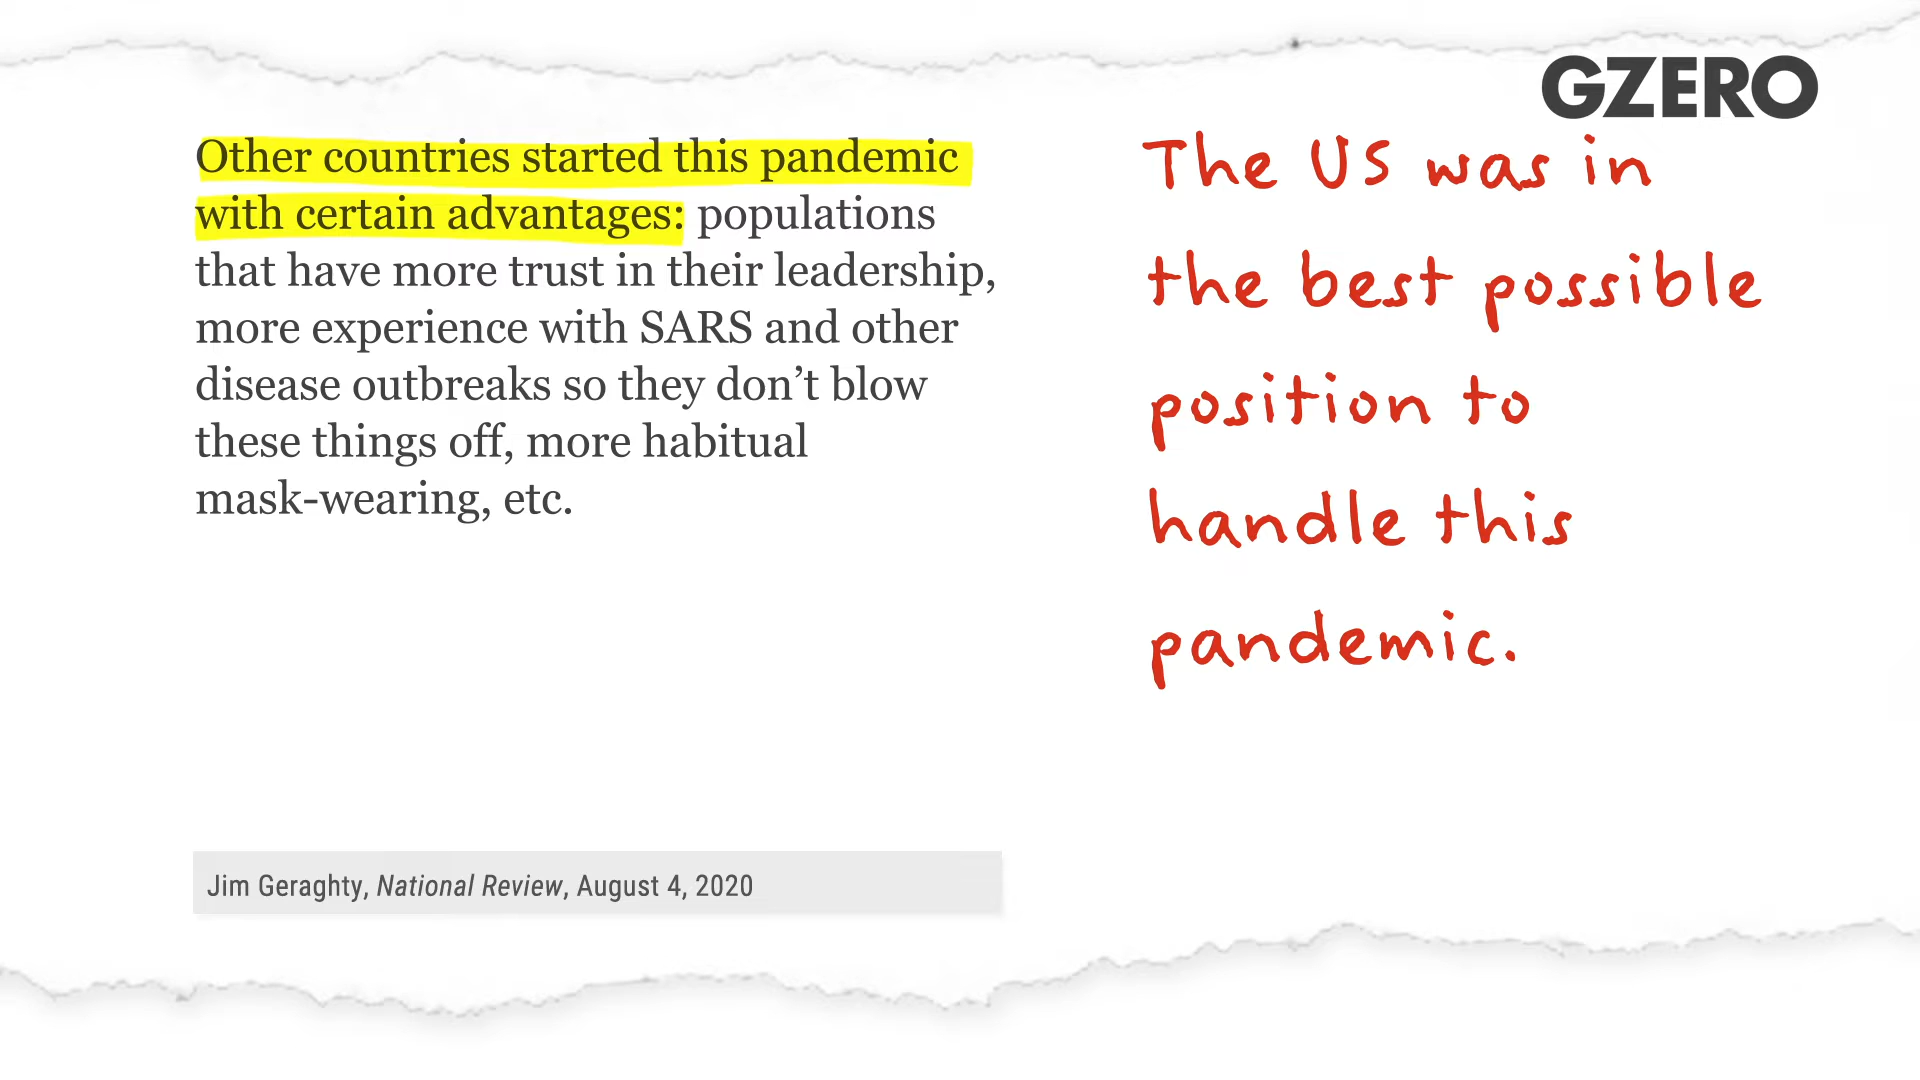 GZERO
Other countries started this pandemic
with certain advantages: populations
that have more trust in their leadership,
more experience with SARS and other
disease outbreaks so they don’t blow
these things off, more habitual
mask-wearing, etc.
Jim Geraghty, National Review, August 4, 2020
The US was in
the best possible
position to
handle this
pandemic.